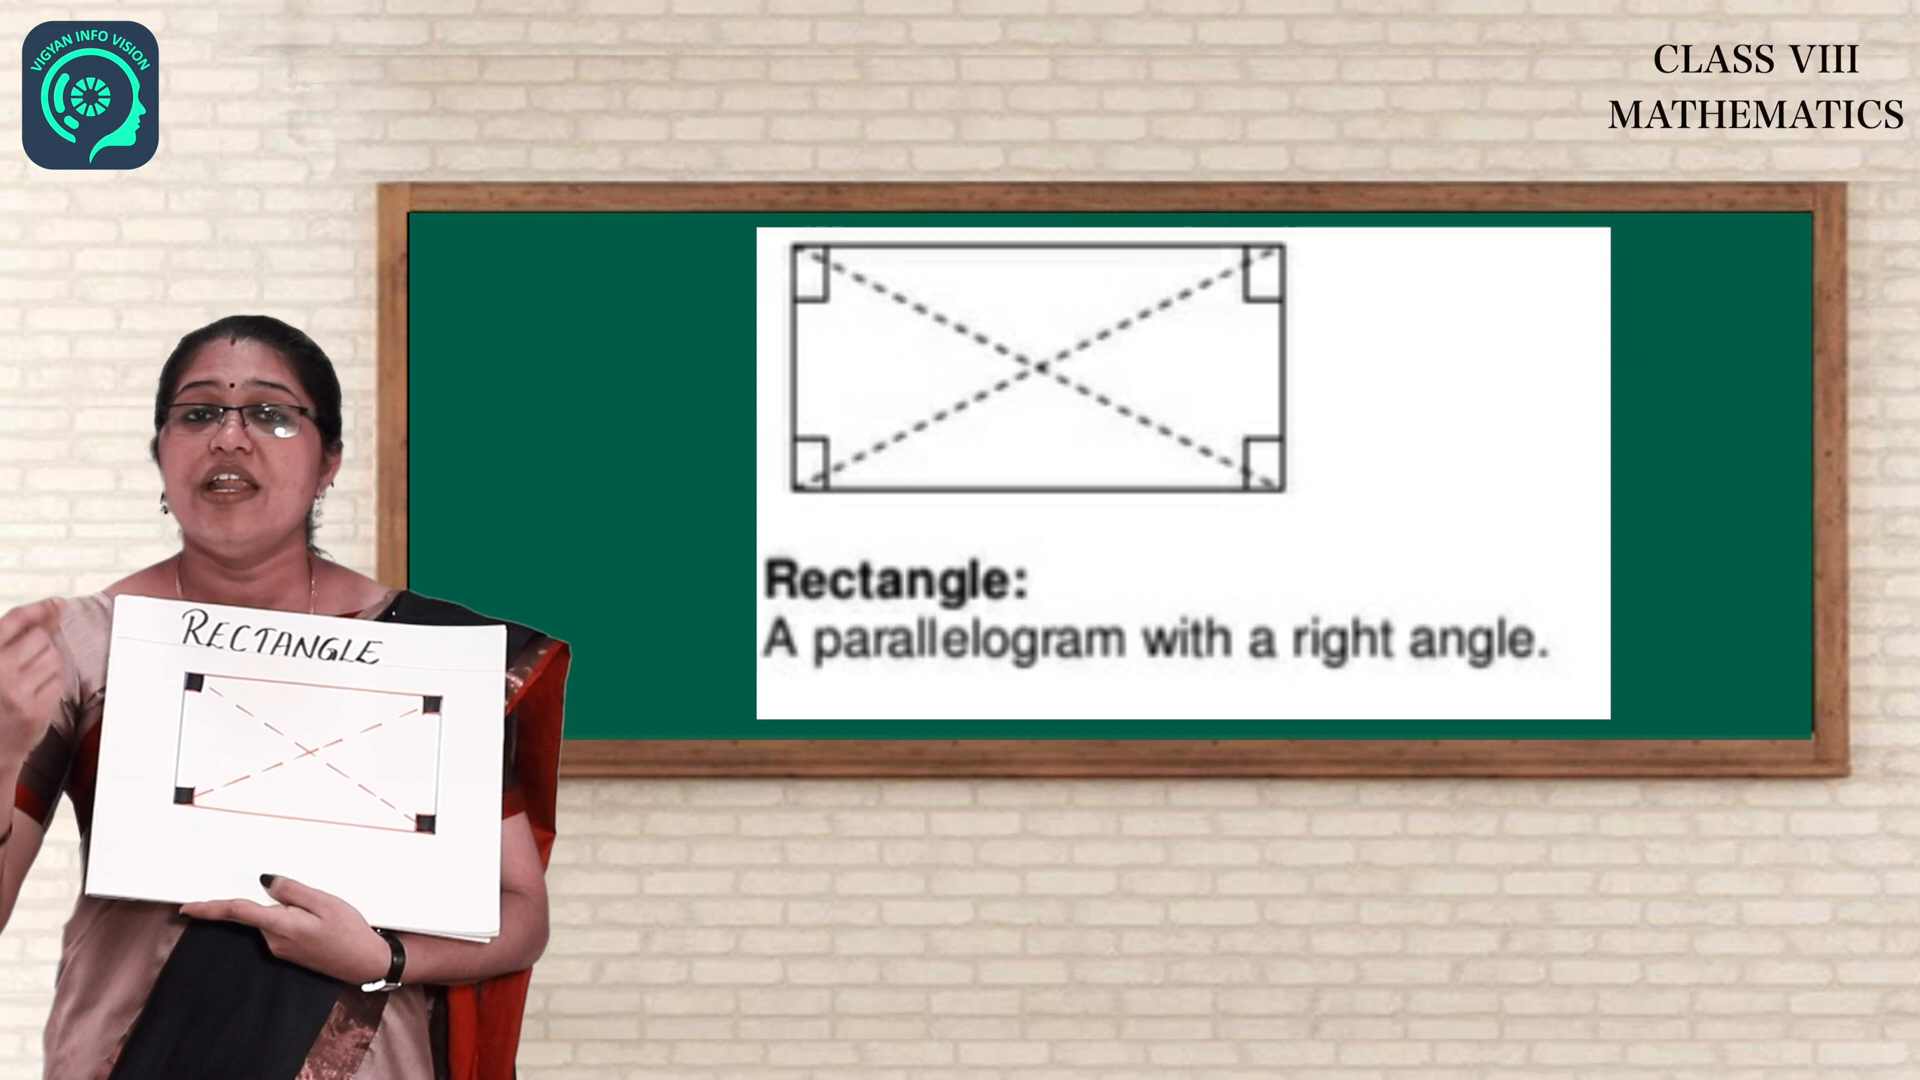 VIGYAN INFO VISION
CLASS VIII
MATHEMATICS
Rectangle:
A parallelogram with a right angle.
RECTANGLE